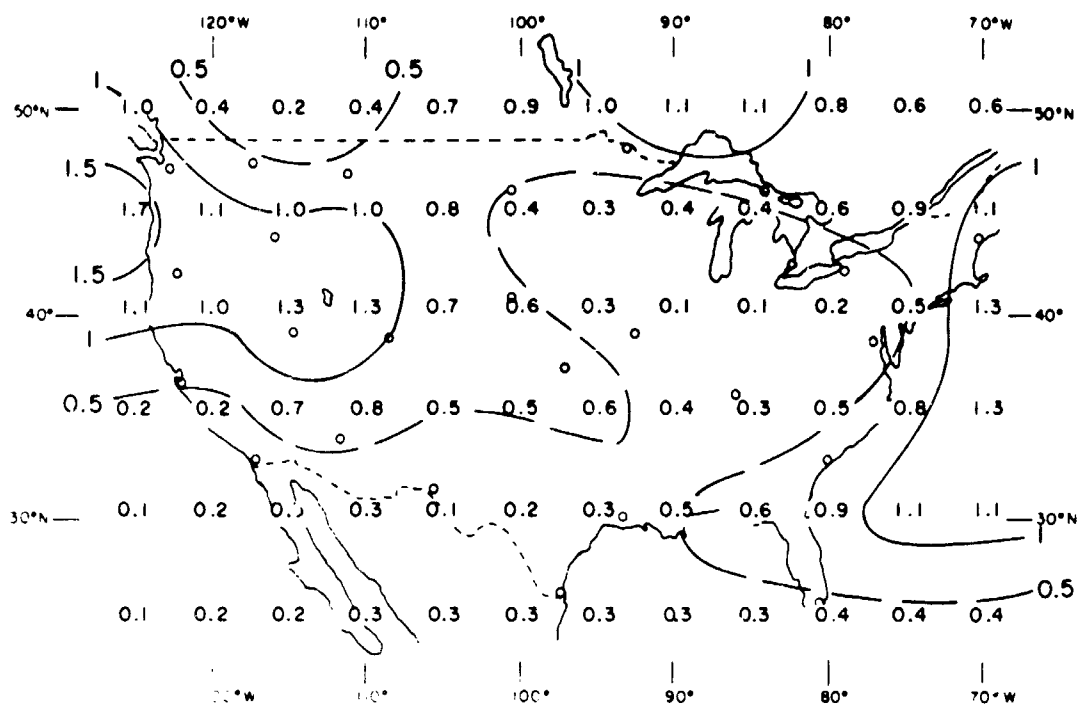 120°W 110° 100° 90° 80° 70°W
0.5 0.5 1 1
1
50°N 1.0 0.4 0.2 0.4 0.7 0.9 1.0 1.1 1.1 0.8 0.6 0.6 50°N
1.5 1
1.7 1.1 1.0 1.0 0.8 0.4 0.3 0.4 0.4 0.6 0.9 1.1
1.5
40° 1.1 1.0 1.3 1.3 0.7 0.6 0.3 0.1 0.1 0.2 0.5 1.3 40°
1
0.5 0.2 0.2 0.7 0.8 0.5 0.5 0.6 0.4 0.3 0.5 0.8 1.3
30°N 0.1 0.2 0.3 0.1 0.2 0.3 0.5 0.6 0.9 1.1 1.1 30°N
1
0.5
0.1 0.2 0.2 0.3 0.3 0.3 0.3 0.3 0.3 0.4 0.4 0.4
110° 100° 90° 80° 70°W